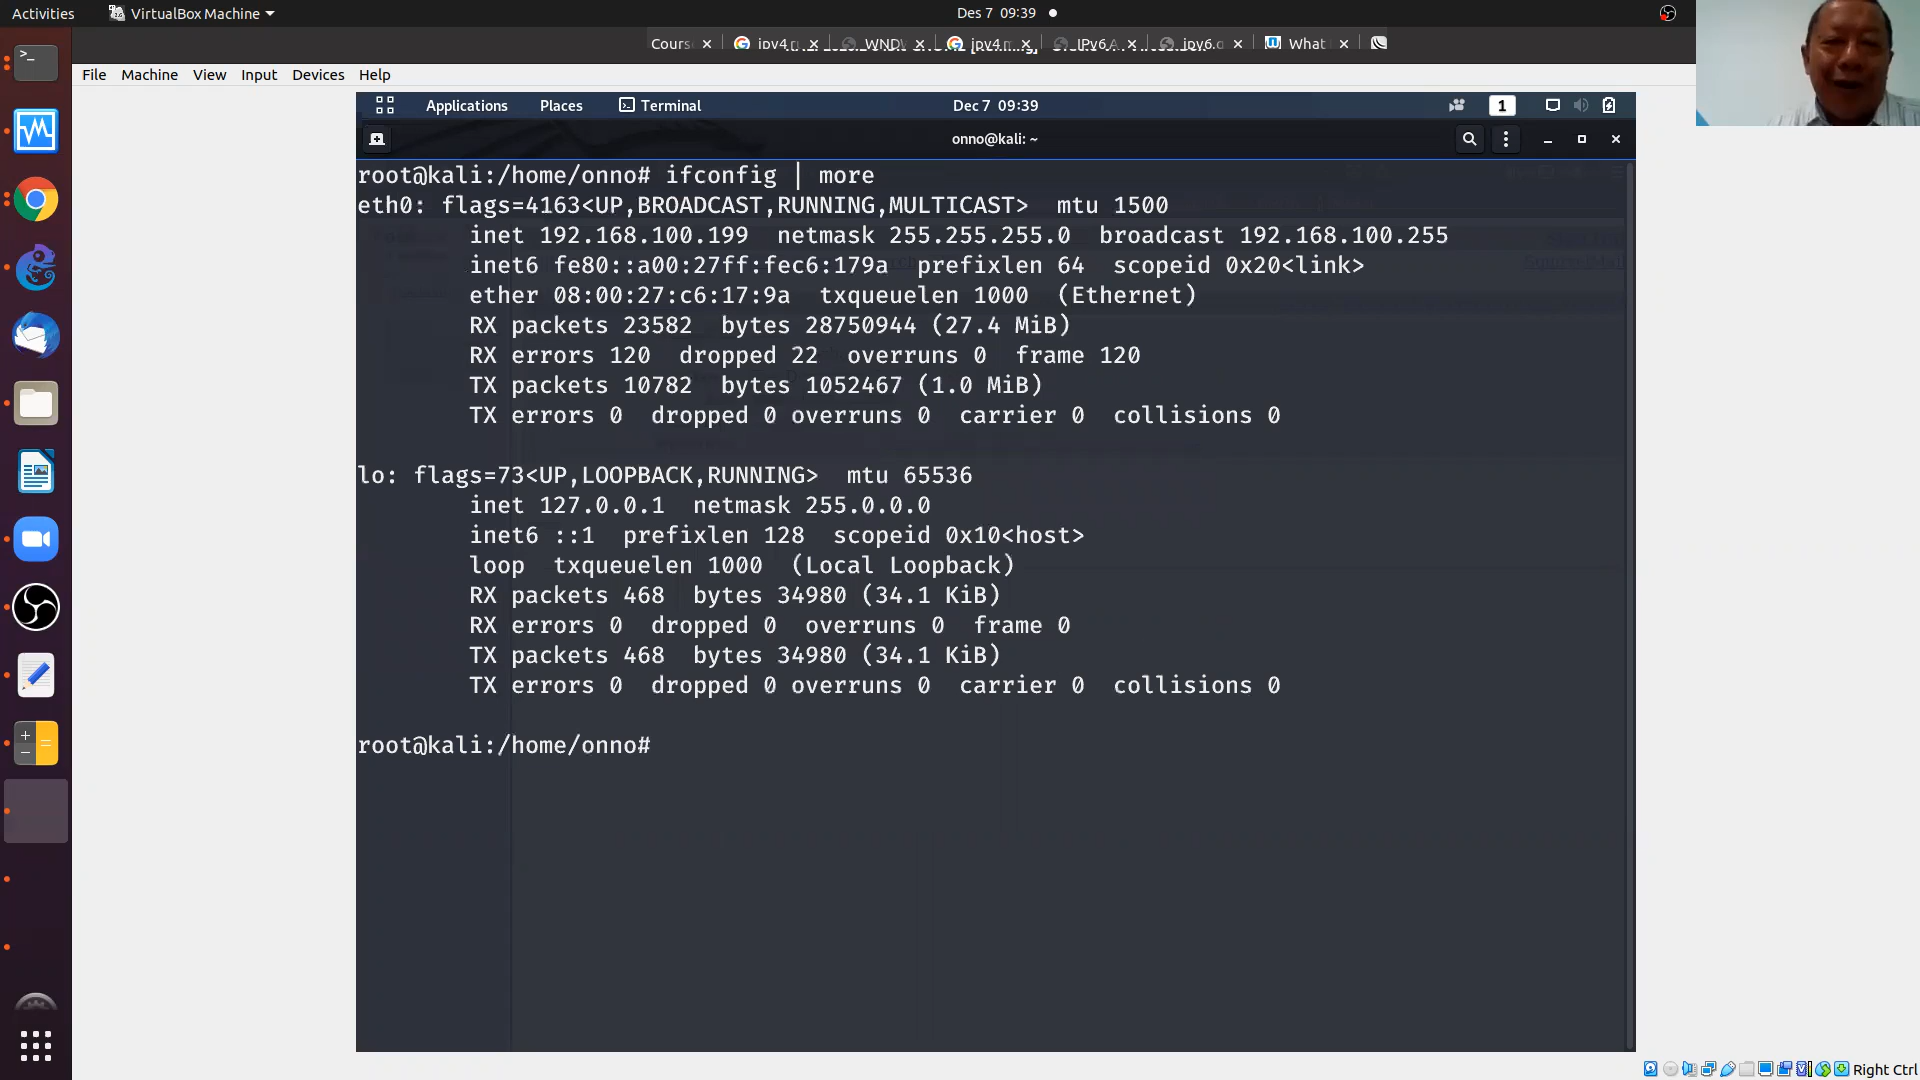 Activities VirtualBox Machine Des 7 09:39
Cours WNDW What
File Machine View Input Devices Help
Applications Places Terminal Dec 7 09:39 1
onno@kali: ~
root@kali:/home/onno# ifconfig | more
eth0: flags=4163<UP,BROADCAST,RUNNING,MULTICAST>  mtu 1500
        inet 192.168.100.199  netmask 255.255.255.0  broadcast 192.168.100.255
        inet6 fe80::a00:27ff:fec6:179a  prefixlen 64  scopeid 0x20<link>
        ether 08:00:27:c6:17:9a  txqueuelen 1000  (Ethernet)
        RX packets 23582  bytes 28750944 (27.4 MiB)
        RX errors 120  dropped 22  overruns 0  frame 120
        TX packets 10782  bytes 1052467 (1.0 MiB)
        TX errors 0  dropped 0 overruns 0  carrier 0  collisions 0
lo: flags=73<UP,LOOPBACK,RUNNING>  mtu 65536
        inet 127.0.0.1  netmask 255.0.0.0
        inet6 ::1  prefixlen 128  scopeid 0x10<host>
        loop  txqueuelen 1000  (Local Loopback)
        RX packets 468  bytes 34980 (34.1 KiB)
        RX errors 0  dropped 0  overruns 0  frame 0
        TX packets 468  bytes 34980 (34.1 KiB)
        TX errors 0  dropped 0 overruns 0  carrier 0  collisions 0
root@kali:/home/onno#
Right Ctrl